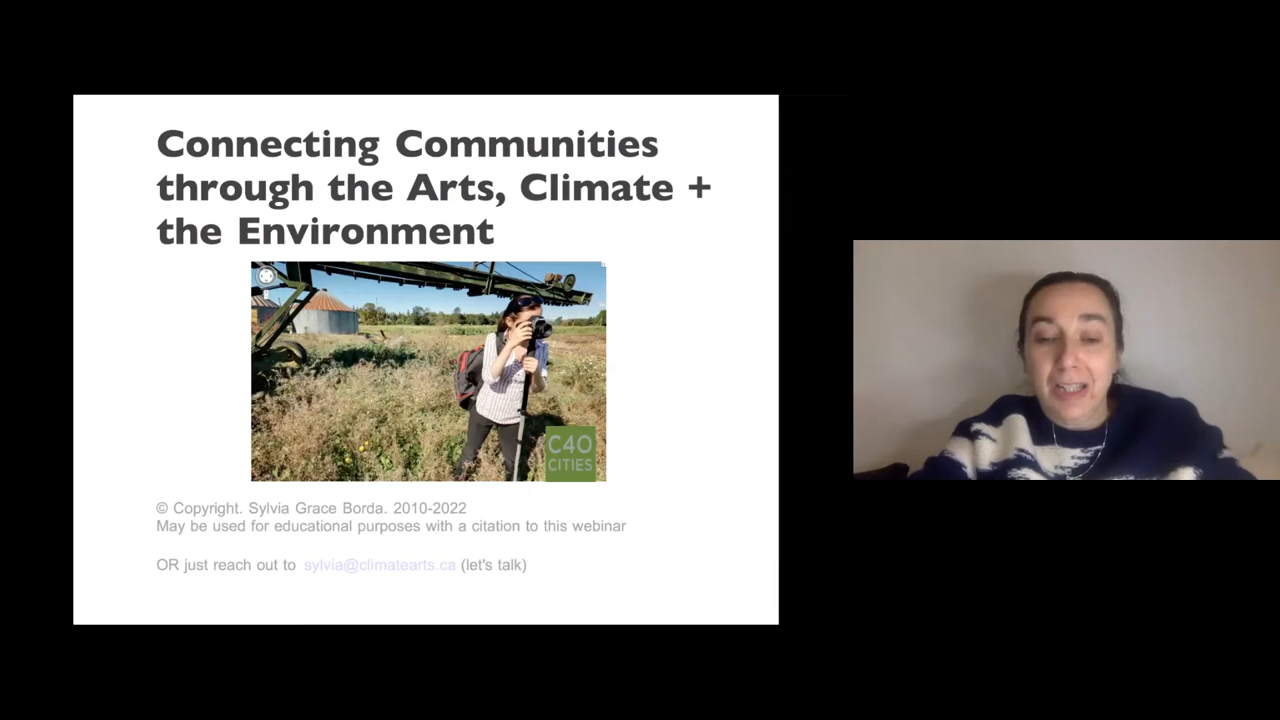 Connecting Communities
through the Arts, Climate +
the Environment
C40
CITIES
© Copyright. Sylvia Grace Borda. 2010-2022
May be used for educational purposes with a citation to this webinar
OR just reach out to sylvia@climatearts.ca (let's talk)